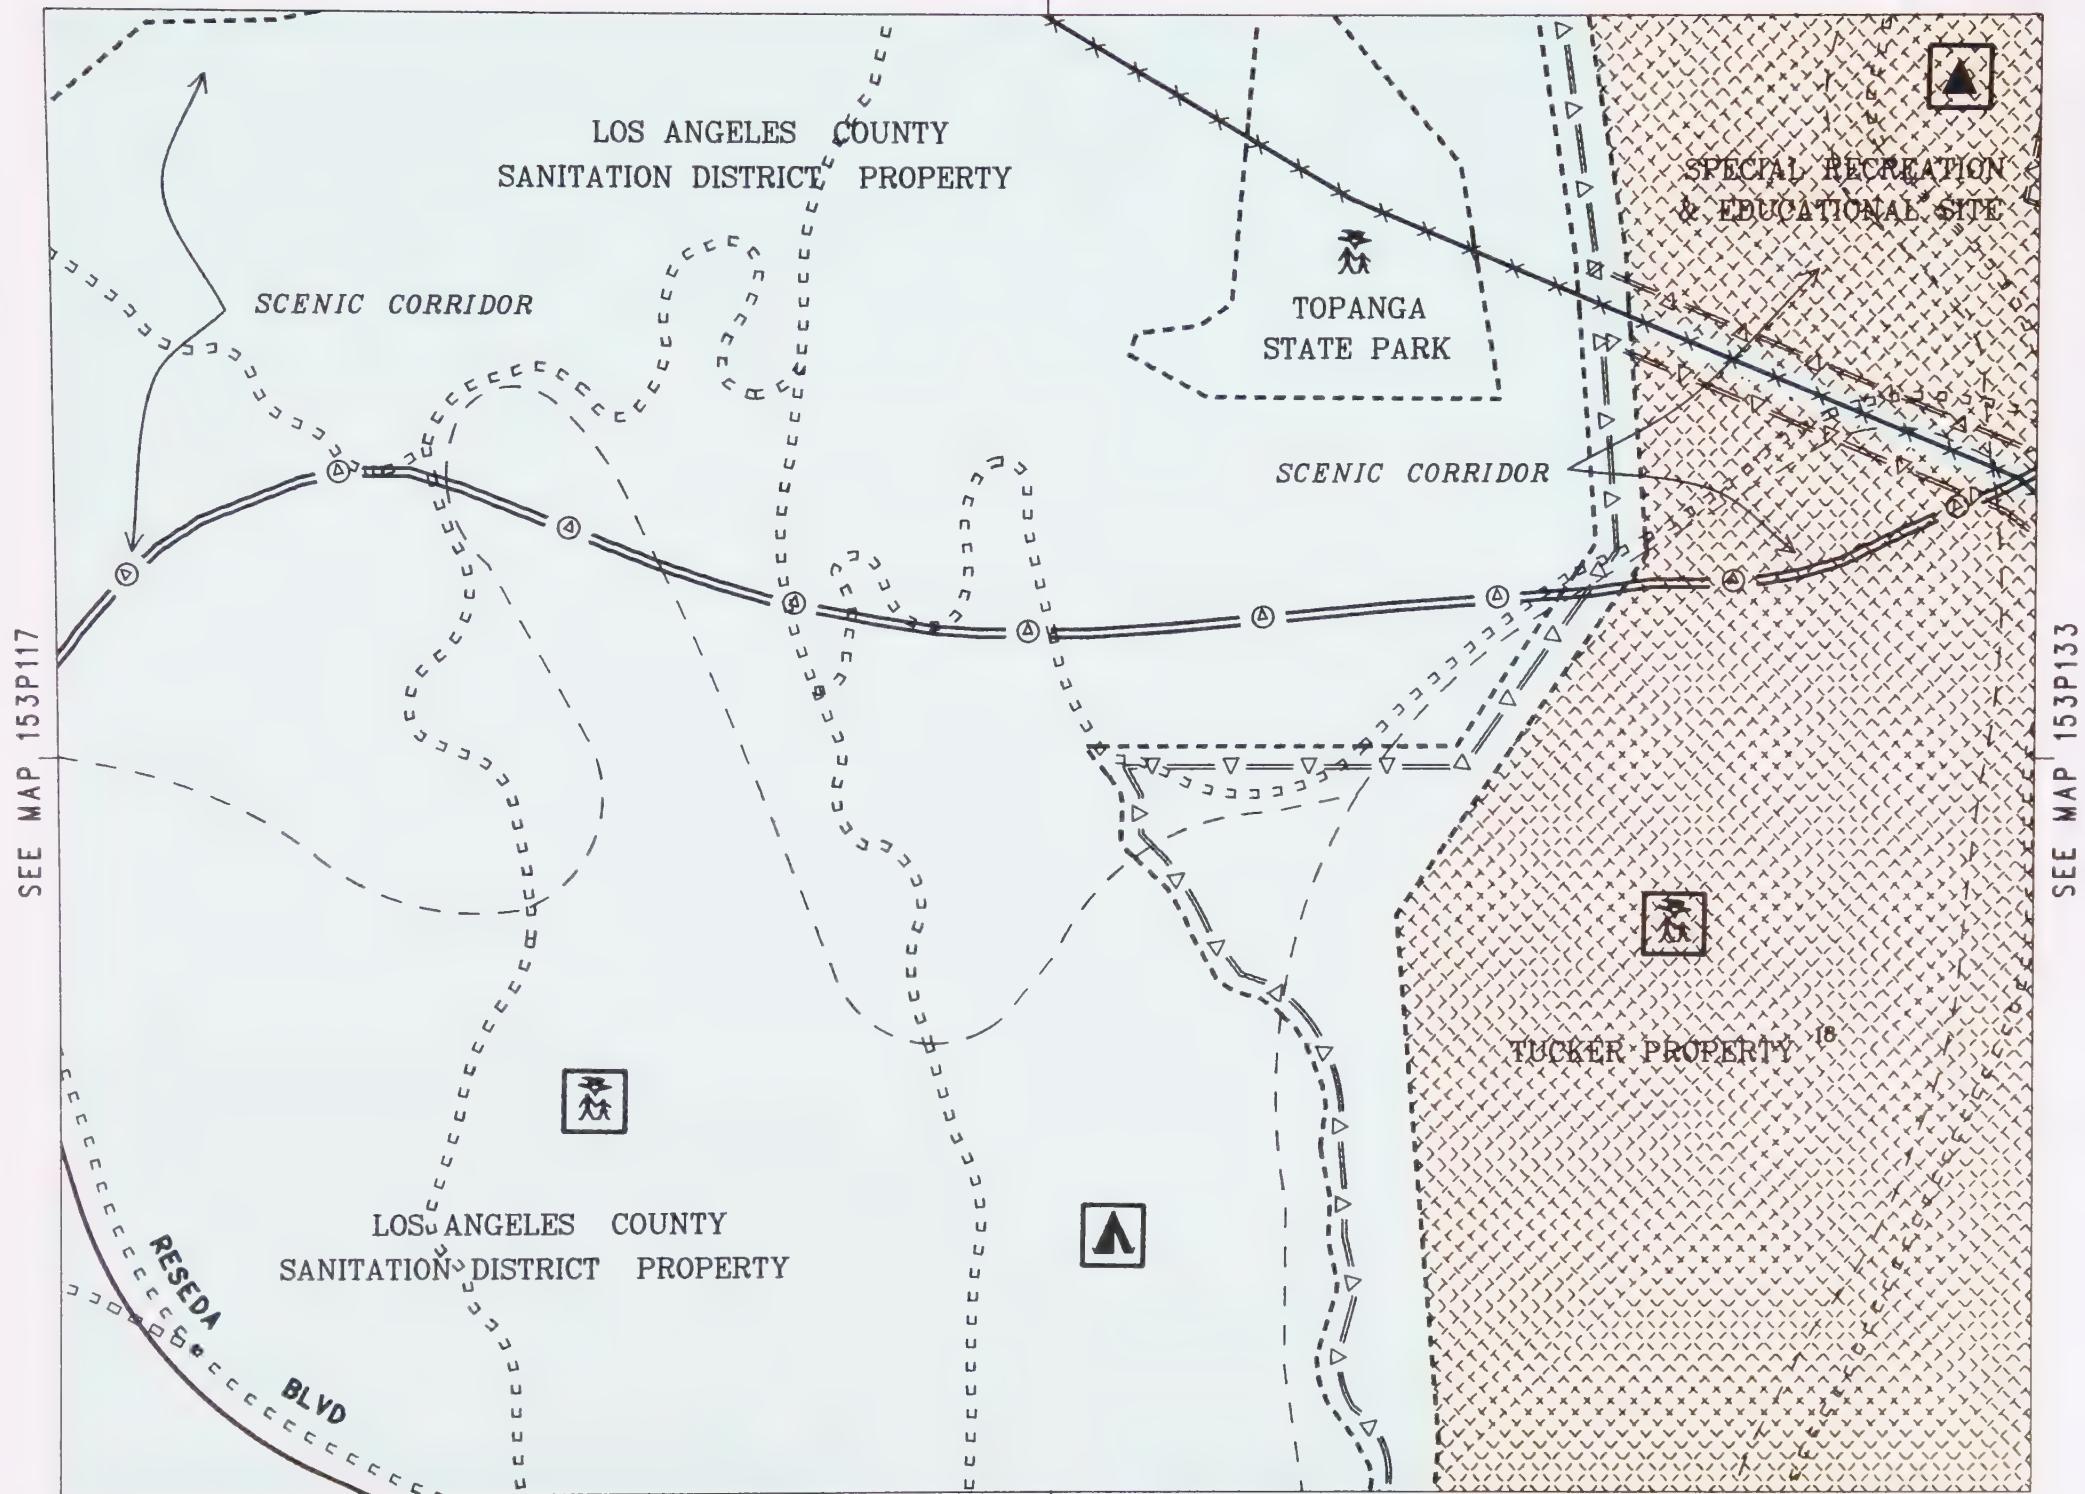 LOS ANGELES COUNTY
SANITATION DISTRICT PROPERTY
SPECIAL RECREATION
& EDUCATIONAL SITE
SCENIC CORRIDOR
TOPANGA
STATE PARK
SCENIC CORRIDOR
SEE MAP 153P117
SEE MAP 153P133
TUCKER PROPERTY 18
LOS ANGELES COUNTY
SANITATION DISTRICT PROPERTY
RESEDA
BLVD